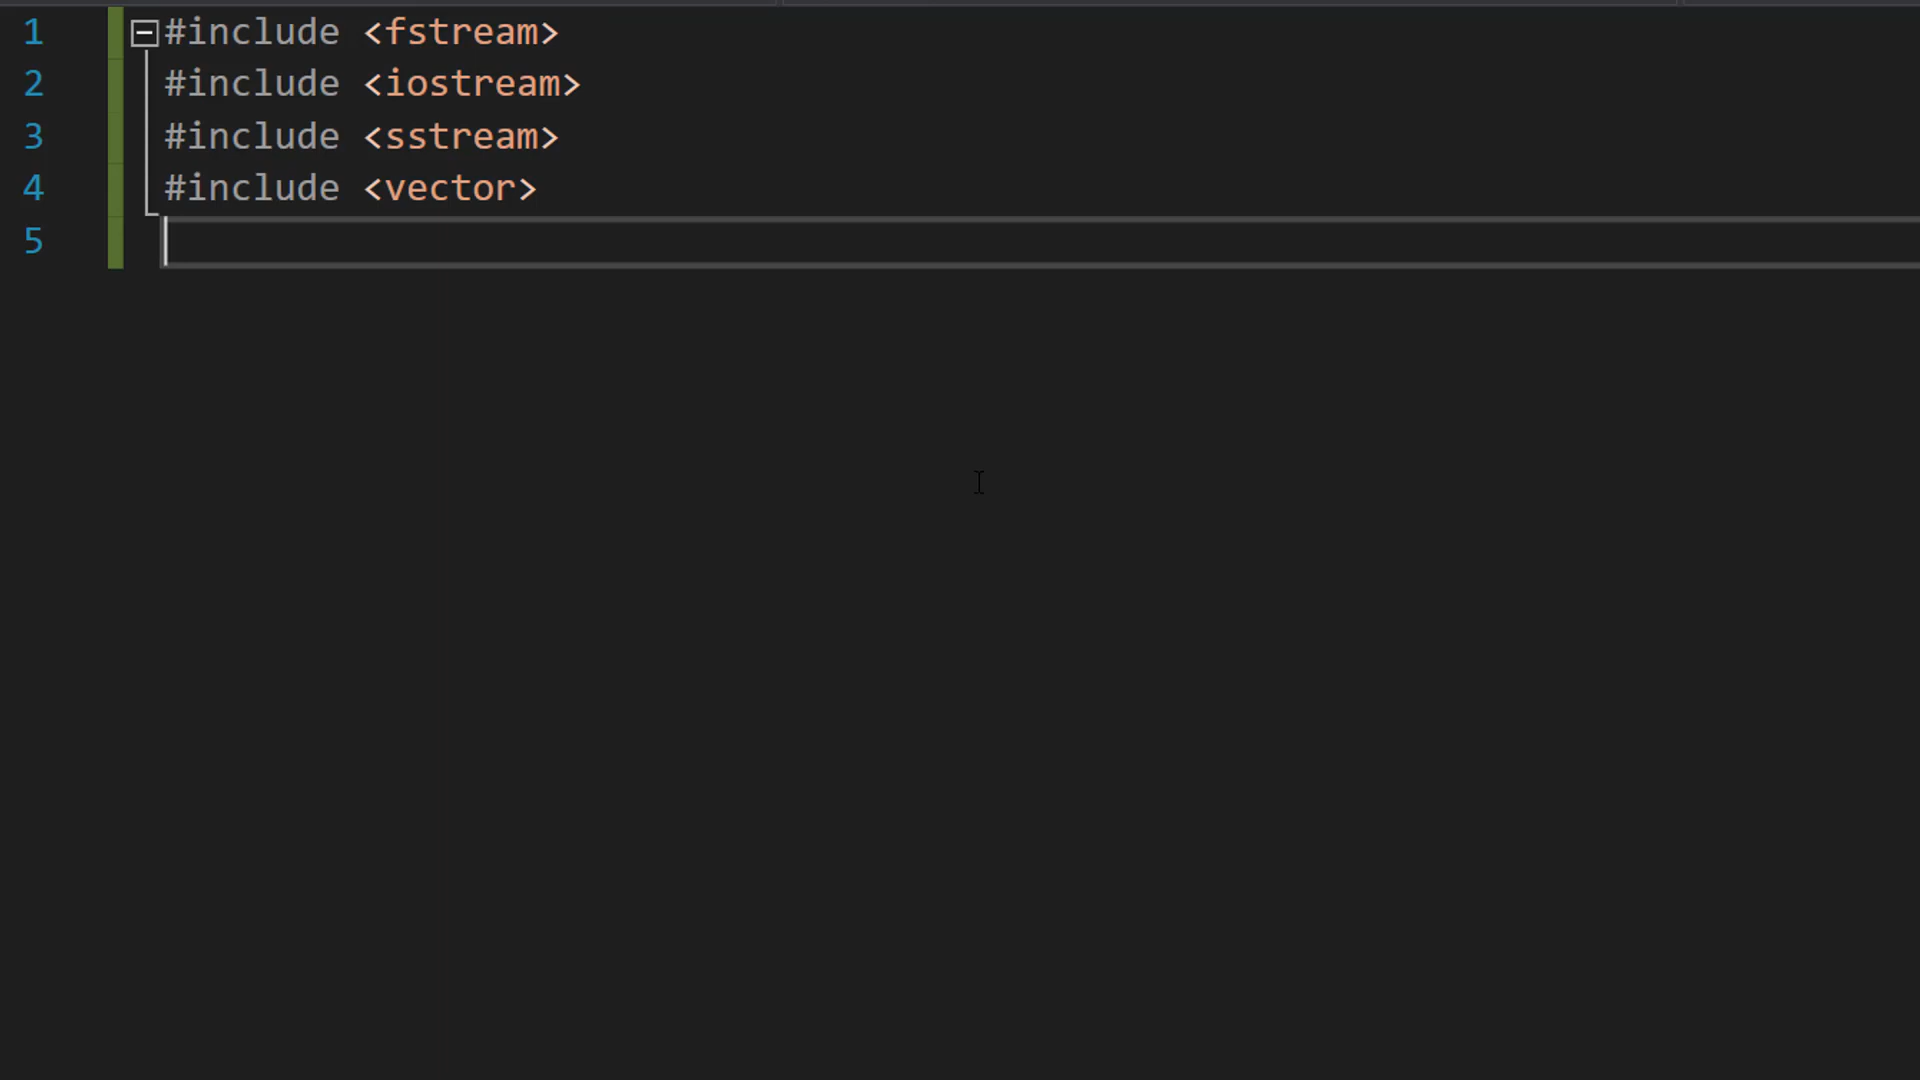 1 #include <fstream>
2 #include <iostream>
3 #include <sstream>
4 #include <vector>
5